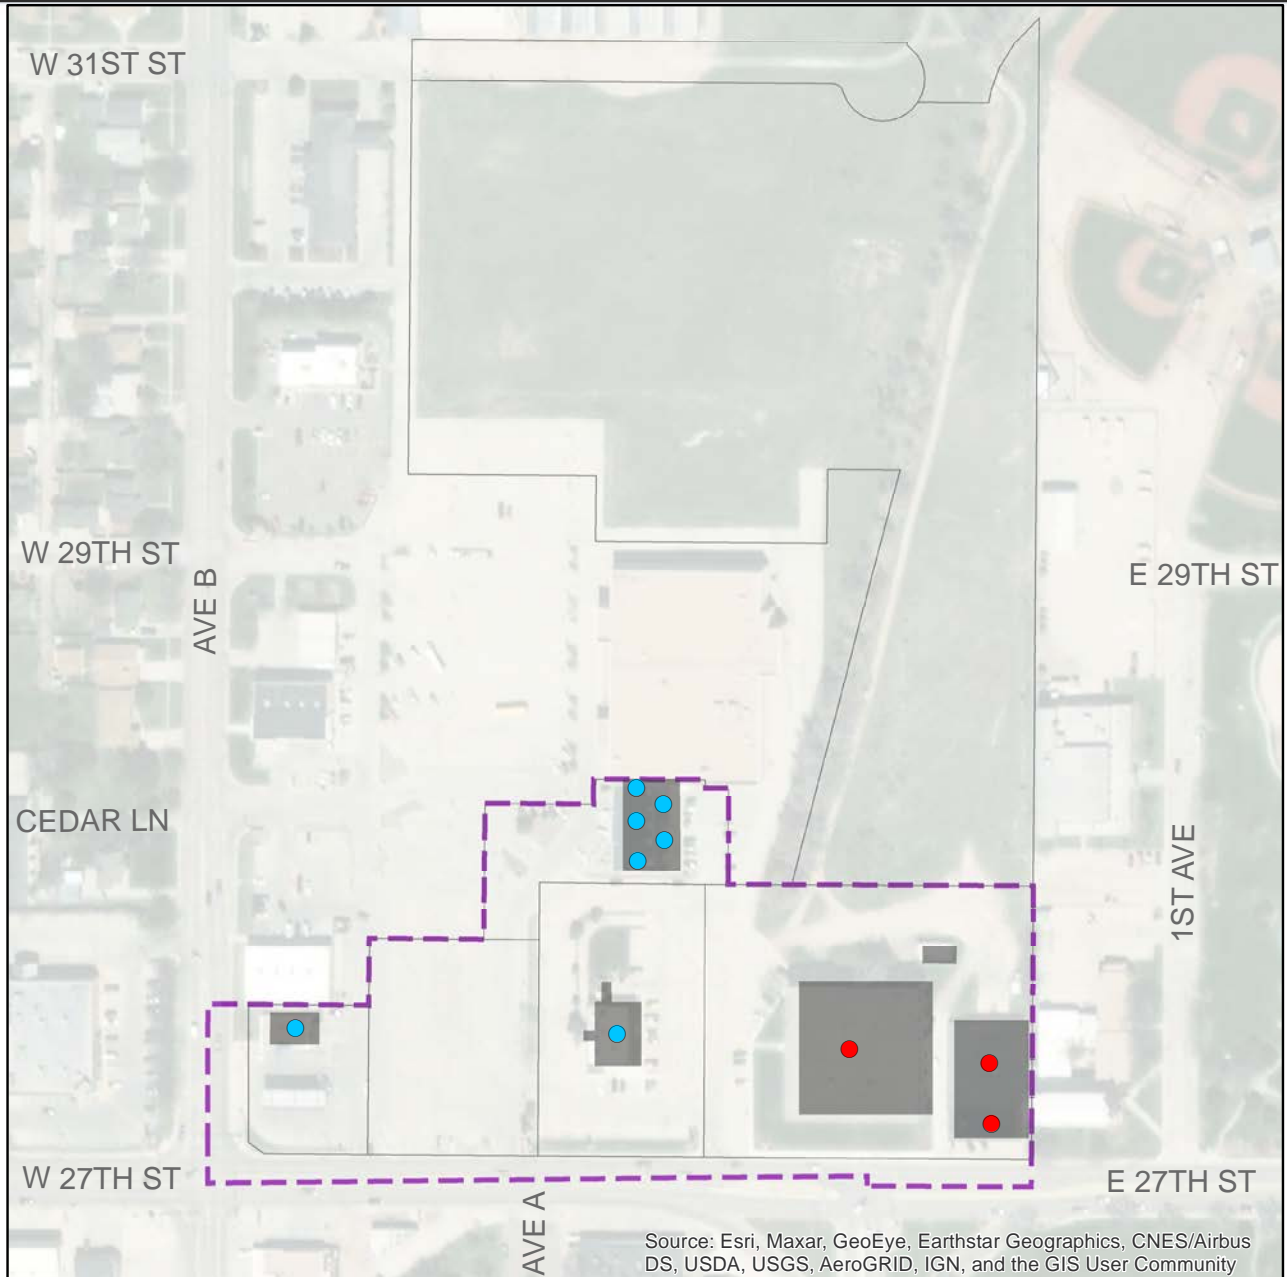 W 31ST ST
W 29TH ST
E 29TH ST
AVE B
CEDAR LN
1ST AVE
W 27TH ST
E 27TH ST
AVE A
Source: Esri, Maxar, GeoEye, Earthstar Geographics, CNES/Airbus
DS, USDA, USGS, AeroGRID, IGN, and the GIS User Community